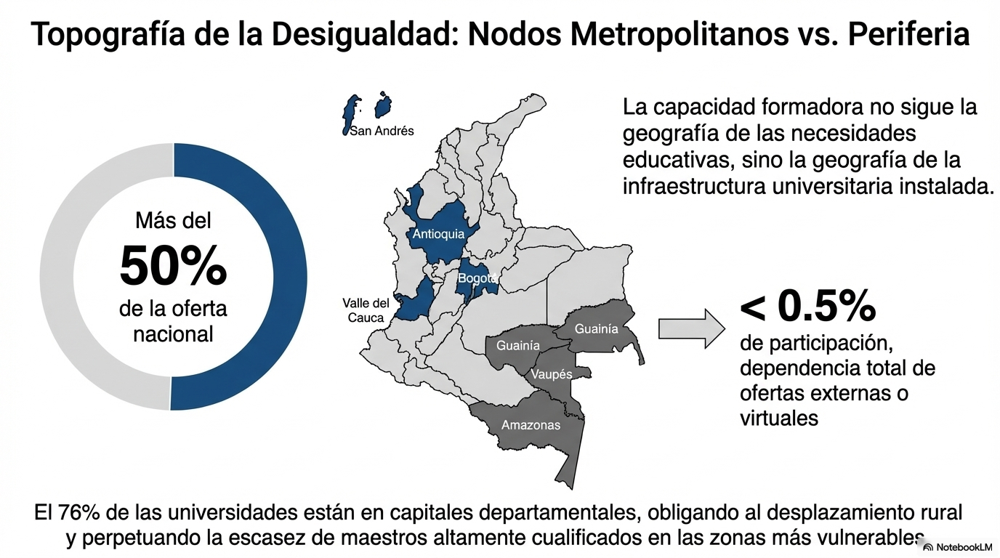 Topografía de la Desigualdad: Nodos Metropolitanos vs. Periferia
Más del
50%
de la oferta
nacional
San Andrés
Antioquia
Bogotá
Valle del
Cauca
Guainía
Guainía
Vaupés
Amazonas
La capacidad formadora no sigue la
geografía de las necesidades
educativas, sino la geografía de la
infraestructura universitaria instalada.
< 0.5%
de participación,
dependencia total de
ofertas externas o
virtuales
El 76% de las universidades están en capitales departamentales, obligando al desplazamiento rural
y perpetuando la escasez de maestros altamente cualificados en las zonas más vulnerables.
NotebookLM